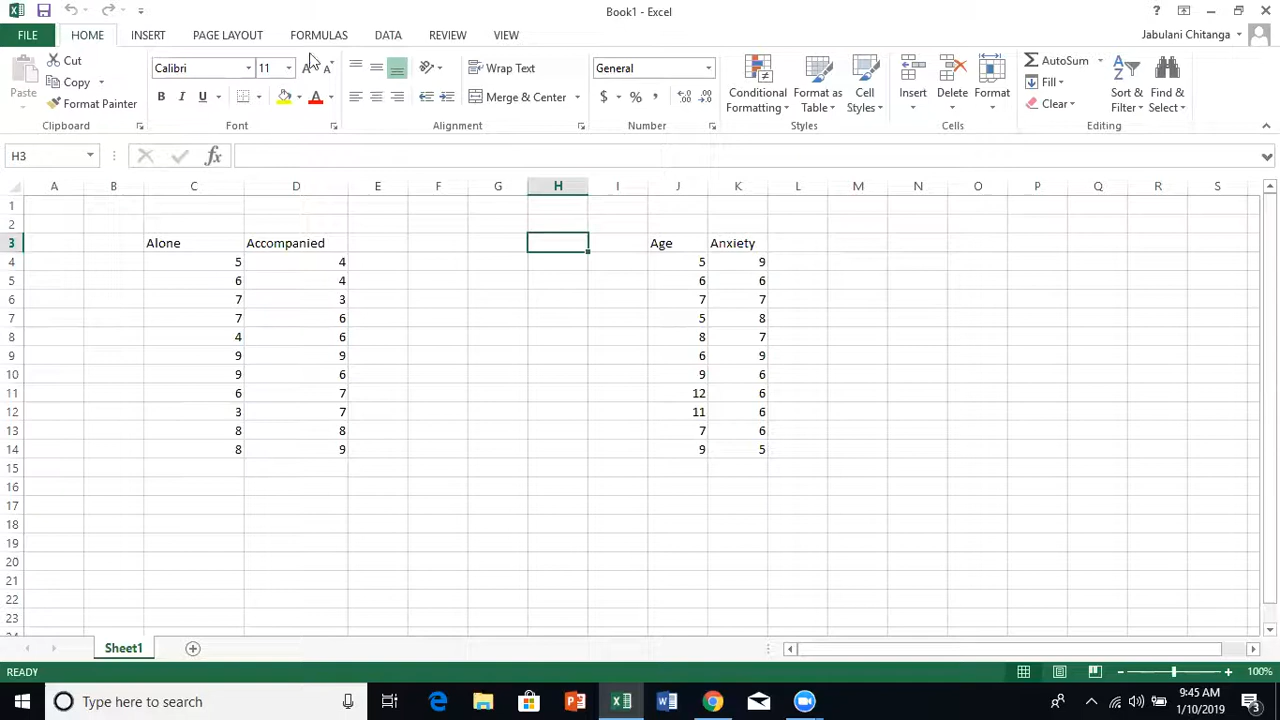 Book1 - Excel
?
FILE HOME INSERT PAGE LAYOUT FORMULAS DATA REVIEW VIEW Jabulani Chitanga
Paste
Cut
Copy
Format Painter
Clipboard
Calibri 11
B I U
Font
Wrap Text
Merge & Center
Alignment
General
$ % ,
Number
Conditional Formatting
Format as Table
Cell Styles
Styles
Insert
Delete
Format
Cells
AutoSum
Fill
Clear
Sort & Filter
Find & Select
Editing
H3 fx
A B C D E F G H I J K L M N O P Q R S
1
2
3 Alone Accompanied Age Anxiety
4 5 4 5 9
5 6 4 6 6
6 7 3 7 7
7 7 6 5 8
8 4 6 8 7
9 9 9 6 9
10 9 6 9 6
11 6 7 12 6
12 3 7 11 6
13 8 8 7 6
14 8 9 9 5
15
16
17
18
19
20
21
22
23
Sheet1
READY 100%
Type here to search
9:45 AM
1/10/2019
3